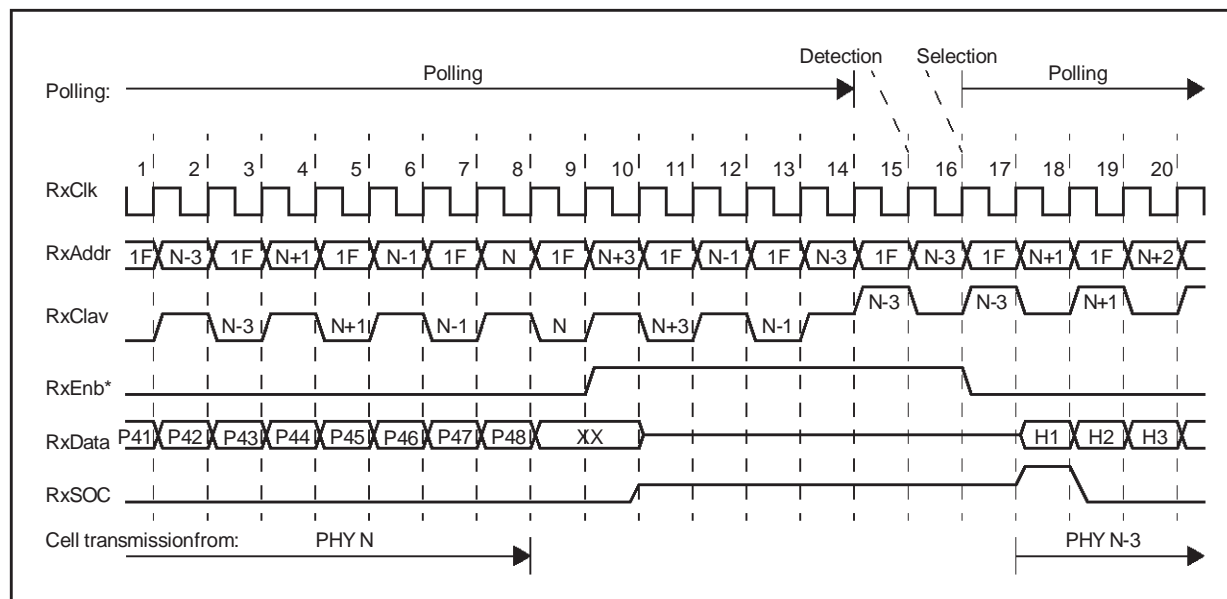 Detection Selection
Polling: Polling Polling
1 2 3 4 5 6 7 8 9 10 11 12 13 14 15 16 17 18 19 20
RxClk
RxAddr 1F N-3 1F N+1 1F N-1 1F N 1F N+3 1F N-1 1F N-3 1F N-3 1F N+1 1F N+2
RxClav N-3 N+1 N-1 N N+3 N-1 N-3 N-3 N+1
RxEnb*
RxData P41 P42 P43 P44 P45 P46 P47 P48 XX H1 H2 H3
RxSOC
Cell transmissionfrom: PHY N PHY N-3